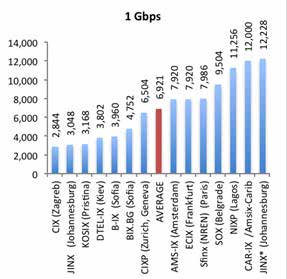 1 Gbps
14,000
12,000
10,000
8,000
6,000
4,000
2,000
0
2,844
3,048
3,168
3,802
3,960
4,752
6,504
6,921
7,920
7,920
7,986
9,504
11,256
12,000
12,228
CIX (Zagreb)
JINX (Johannesburg)
KOSIX (Pristina)
DTEL-IX (Kiev)
B-IX (Sofia)
BIX.BG (Sofia)
CIXP (Zurich, Geneva)
AVERAGE
AMS-IX (Amsterdam)
ECIX (Frankfurt)
Sfinx (NREN) (Paris)
SOX (Belgrade)
NIXP (Lagos)
CAR-IX / Amsix-Carib
JINX* (Johannesburg)